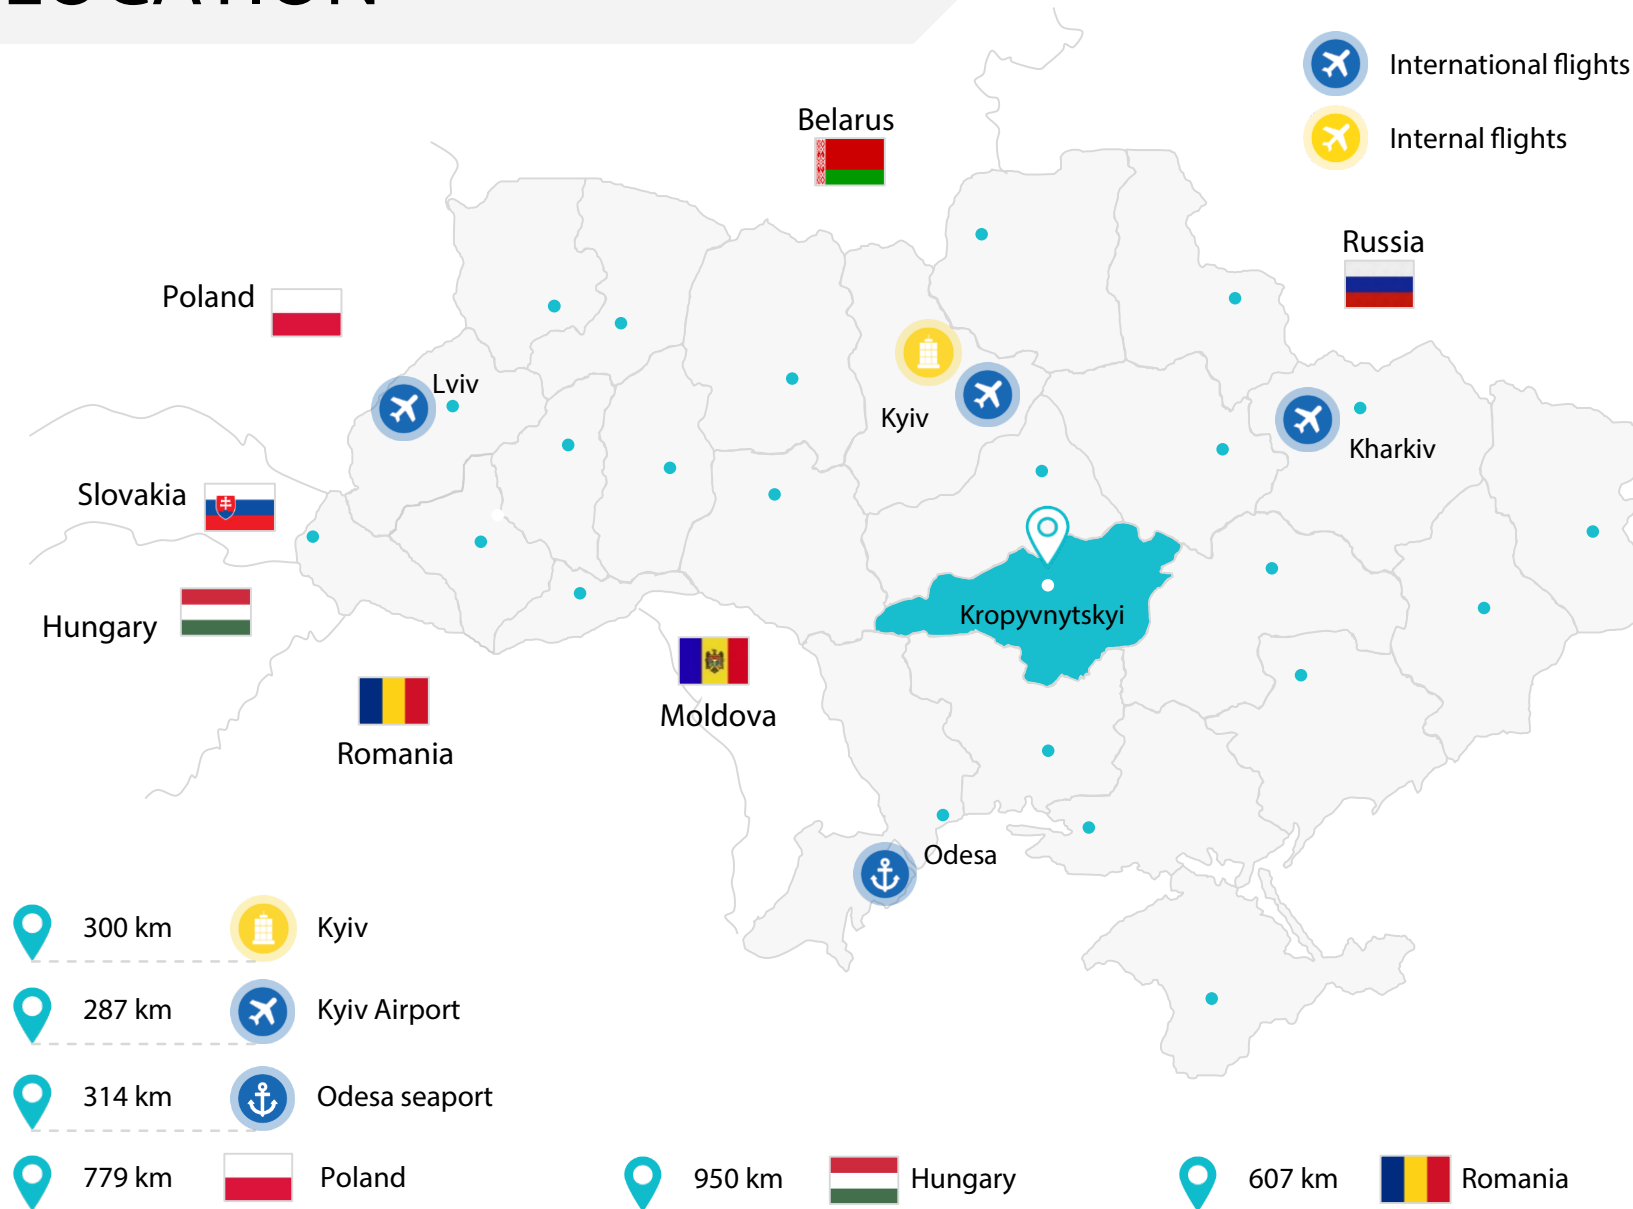 LOCATION
International flights
Internal flights
Belarus
Russia
Poland
Lviv
Kyiv
Kharkiv
Slovakia
Hungary
Kropyvnytskyi
Moldova
Romania
Odesa
300 km Kyiv
287 km Kyiv Airport
314 km Odesa seaport
779 km Poland
950 km Hungary
607 km Romania